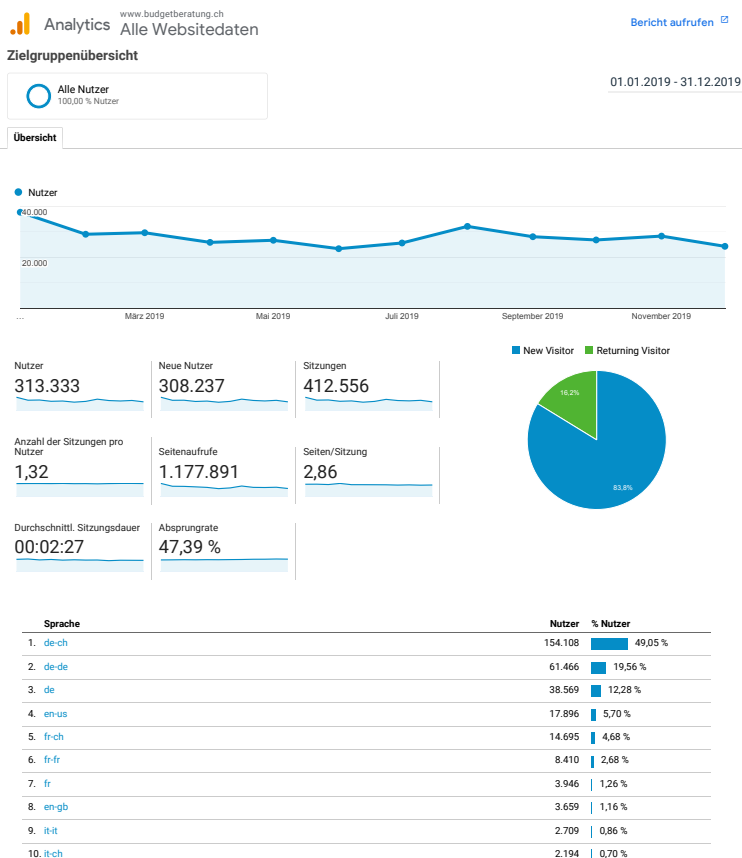 Analytics
www.budgetberatung.ch
Alle Websitedaten
Bericht aufrufen
Zielgruppenübersicht
Alle Nutzer
100,00 % Nutzer
01.01.2019 - 31.12.2019
Übersicht
Nutzer
40.000
20.000
… März 2019 Mai 2019 Juli 2019 September 2019 November 2019
New Visitor Returning Visitor
16,2%
83,8%
Nutzer
313.333
Neue Nutzer
308.237
Sitzungen
412.556
Anzahl der Sitzungen pro
Nutzer
1,32
Seitenaufrufe
1.177.891
Seiten/Sitzung
2,86
Durchschnittl. Sitzungsdauer
00:02:27
Absprungrate
47,39 %
Sprache Nutzer % Nutzer
1. de-ch 154.108 49,05 %
2. de-de 61.466 19,56 %
3. de 38.569 12,28 %
4. en-us 17.896 5,70 %
5. fr-ch 14.695 4,68 %
6. fr-fr 8.410 2,68 %
7. fr 3.946 1,26 %
8. en-gb 3.659 1,16 %
9. it-it 2.709 0,86 %
10. it-ch 2.194 0,70 %